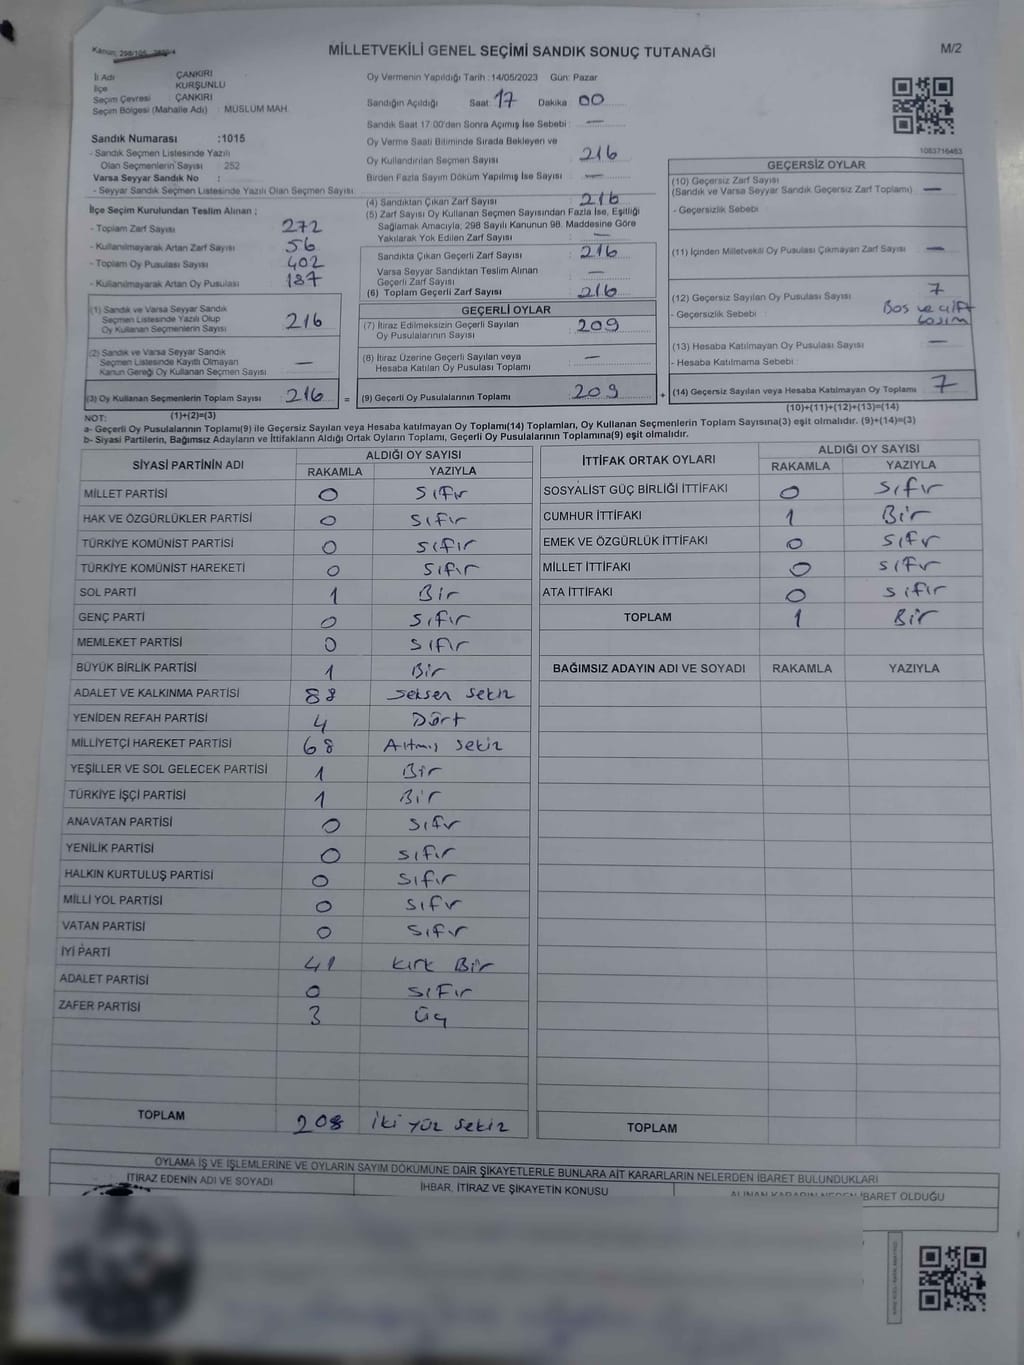 Kanun: 298/105, 2839/4
MİLLETVEKİLİ GENEL SEÇİMİ SANDIK SONUÇ TUTANAĞI
M/2
İl Adı ÇANKIRI
İlçe KURŞUNLU
Seçim Çevresi ÇANKIRI
Seçim Bölgesi (Mahalle Adı) : MÜSLÜM MAH.
Sandık Numarası :1015
- Sandık Seçmen Listesinde Yazılı
Olan Seçmenlerin Sayısı : 252
Varsa Seyyar Sandık No :
- Seyyar Sandık Seçmen Listesinde Yazılı Olan Seçmen Sayısı:
Oy Vermenin Yapıldığı Tarih : 14/05/2023 Gün: Pazar
Sandığın Açıldığı Saat: 17 Dakika 00
Sandık Saat 17:00'dan Sonra Açımış İse Sebebi : —
Oy Verme Saati Bitiminde Sırada Bekleyen ve
Oy Kullandırılan Seçmen Sayısı : 216
Birden Fazla Sayım Döküm Yapılmış İse Sayısı : —
1083716463
İlçe Seçim Kurulundan Teslim Alınan ;
- Toplam Zarf Sayısı 272
- Kullanılmayarak Artan Zarf Sayısı 56
- Toplam Oy Pusulası Sayısı 402
- Kullanılmayarak Artan Oy Pusulası 187
(1) Sandık ve Varsa Seyyar Sandık
Seçmen Listesinde Yazılı Olup
Oy Kullanan Seçmenlerin Sayısı 216
(2) Sandık ve Varsa Seyyar Sandık
Seçmen Listesinde Kayıtlı Olmayan
Kanun Gereği Oy Kullanan Seçmen Sayısı —
(3) Oy Kullanan Seçmenlerin Toplam Sayısı 216 =
(1)+(2)=(3)
(4) Sandıktan Çıkan Zarf Sayısı : 216
(5) Zarf Sayısı Oy Kullanan Seçmen Sayısından Fazla İse, Eşitliği
Sağlamak Amacıyla; 298 Sayılı Kanunun 98. Maddesine Göre
Yakılarak Yok Edilen Zarf Sayısı : —
Sandıkta Çıkan Geçerli Zarf Sayısı : 216
Varsa Seyyar Sandıktan Teslim Alınan
Geçerli Zarf Sayısı : —
(6) Toplam Geçerli Zarf Sayısı : 216
GEÇERLİ OYLAR
(7) İtiraz Edilmeksizin Geçerli Sayılan
Oy Pusulalarının Sayısı : 209
(8) İtiraz Üzerine Geçerli Sayılan veya
Hesaba Katılan Oy Pusulası Toplamı : —
(9) Geçerli Oy Pusulalarının Toplamı : 209 +
GEÇERSİZ OYLAR
(10) Geçersiz Zarf Sayısı
(Sandık ve Varsa Seyyar Sandık Geçersiz Zarf Toplamı) : —
- Geçersizlik Sebebi :
(11) İçinden Milletvekili Oy Pusulası Çıkmayan Zarf Sayısı : —
(12) Geçersiz Sayılan Oy Pusulası Sayısı : 7
- Geçersizlik Sebebi : Bos ve çift basım
(13) Hesaba Katılmayan Oy Pusulası Sayısı : —
- Hesaba Katılmama Sebebi :
(14) Geçersiz Sayılan veya Hesaba Katılmayan Oy Toplamı : 7
(10)+(11)+(12)+(13)=(14)
NOT:
a- Geçerli Oy Pusulasının Toplamı(9) ile Geçersiz Sayılan veya Hesaba katılmayan Oy Toplamı(14) Toplamları, Oy Kullanan Seçmenlerin Toplam Sayısına(3) eşit olmalıdır. (9)+(14)=(3)
b- Siyasi Partilerin, Bağımsız Adayların ve İttifakların Aldığı Ortak Oyların Toplamı, Geçerli Oy Pusulalarının Toplamına(9) eşit olmalıdır.
SİYASİ PARTİNİN ADI ALDIĞI OY SAYISI
RAKAMLA YAZIYLA
MİLLET PARTİSİ 0 Sıfır
HAK VE ÖZGÜRLÜKLER PARTİSİ 0 Sıfır
TÜRKİYE KOMÜNİST PARTİSİ 0 Sıfır
TÜRKİYE KOMÜNİST HAREKETİ 0 Sıfır
SOL PARTİ 1 Bir
GENÇ PARTİ 0 Sıfır
MEMLEKET PARTİSİ 0 Sıfır
BÜYÜK BİRLİK PARTİSİ 1 Bir
ADALET VE KALKINMA PARTİSİ 88 Seksen Sekiz
YENİDEN REFAH PARTİSİ 4 Dört
MİLLİYETÇİ HAREKET PARTİSİ 68 Altmış Sekiz
YEŞİLLER VE SOL GELECEK PARTİSİ 1 Bir
TÜRKİYE İŞÇİ PARTİSİ 1 Bir
ANAVATAN PARTİSİ 0 Sıfır
YENİLİK PARTİSİ 0 Sıfır
HALKIN KURTULUŞ PARTİSİ 0 Sıfır
MİLLİ YOL PARTİSİ 0 Sıfır
VATAN PARTİSİ 0 Sıfır
İYİ PARTİ 41 Kırk Bir
ADALET PARTİSİ 0 Sıfır
ZAFER PARTİSİ 3 Üç
TOPLAM 208 İki Yüz Sekiz
İTTİFAK ORTAK OYLARI ALDIĞI OY SAYISI
RAKAMLA YAZIYLA
SOSYALİST GÜÇ BİRLİĞİ İTTİFAKI 0 Sıfır
CUMHUR İTTİFAKI 1 Bir
EMEK VE ÖZGÜRLÜK İTTİFAKI 0 Sıfır
MİLLET İTTİFAKI 0 Sıfır
ATA İTTİFAKI 0 Sıfır
TOPLAM 1 Bir
BAĞIMSIZ ADAYIN ADI VE SOYADI RAKAMLA YAZIYLA
TOPLAM
OYLAMA İŞ VE İŞLEMLERİNE VE OYLARIN SAYIM DÖKÜMÜNE DAİR ŞİKAYETLERLE BUNLARA AİT KARARLARIN NELERDEN İBARET BULUNDUKLARI
İTİRAZ EDENİN ADI VE SOYADI İHBAR, İTİRAZ VE ŞİKAYETİN KONUSU ALINAN KARARIN NEDEN İBARET OLDUĞU